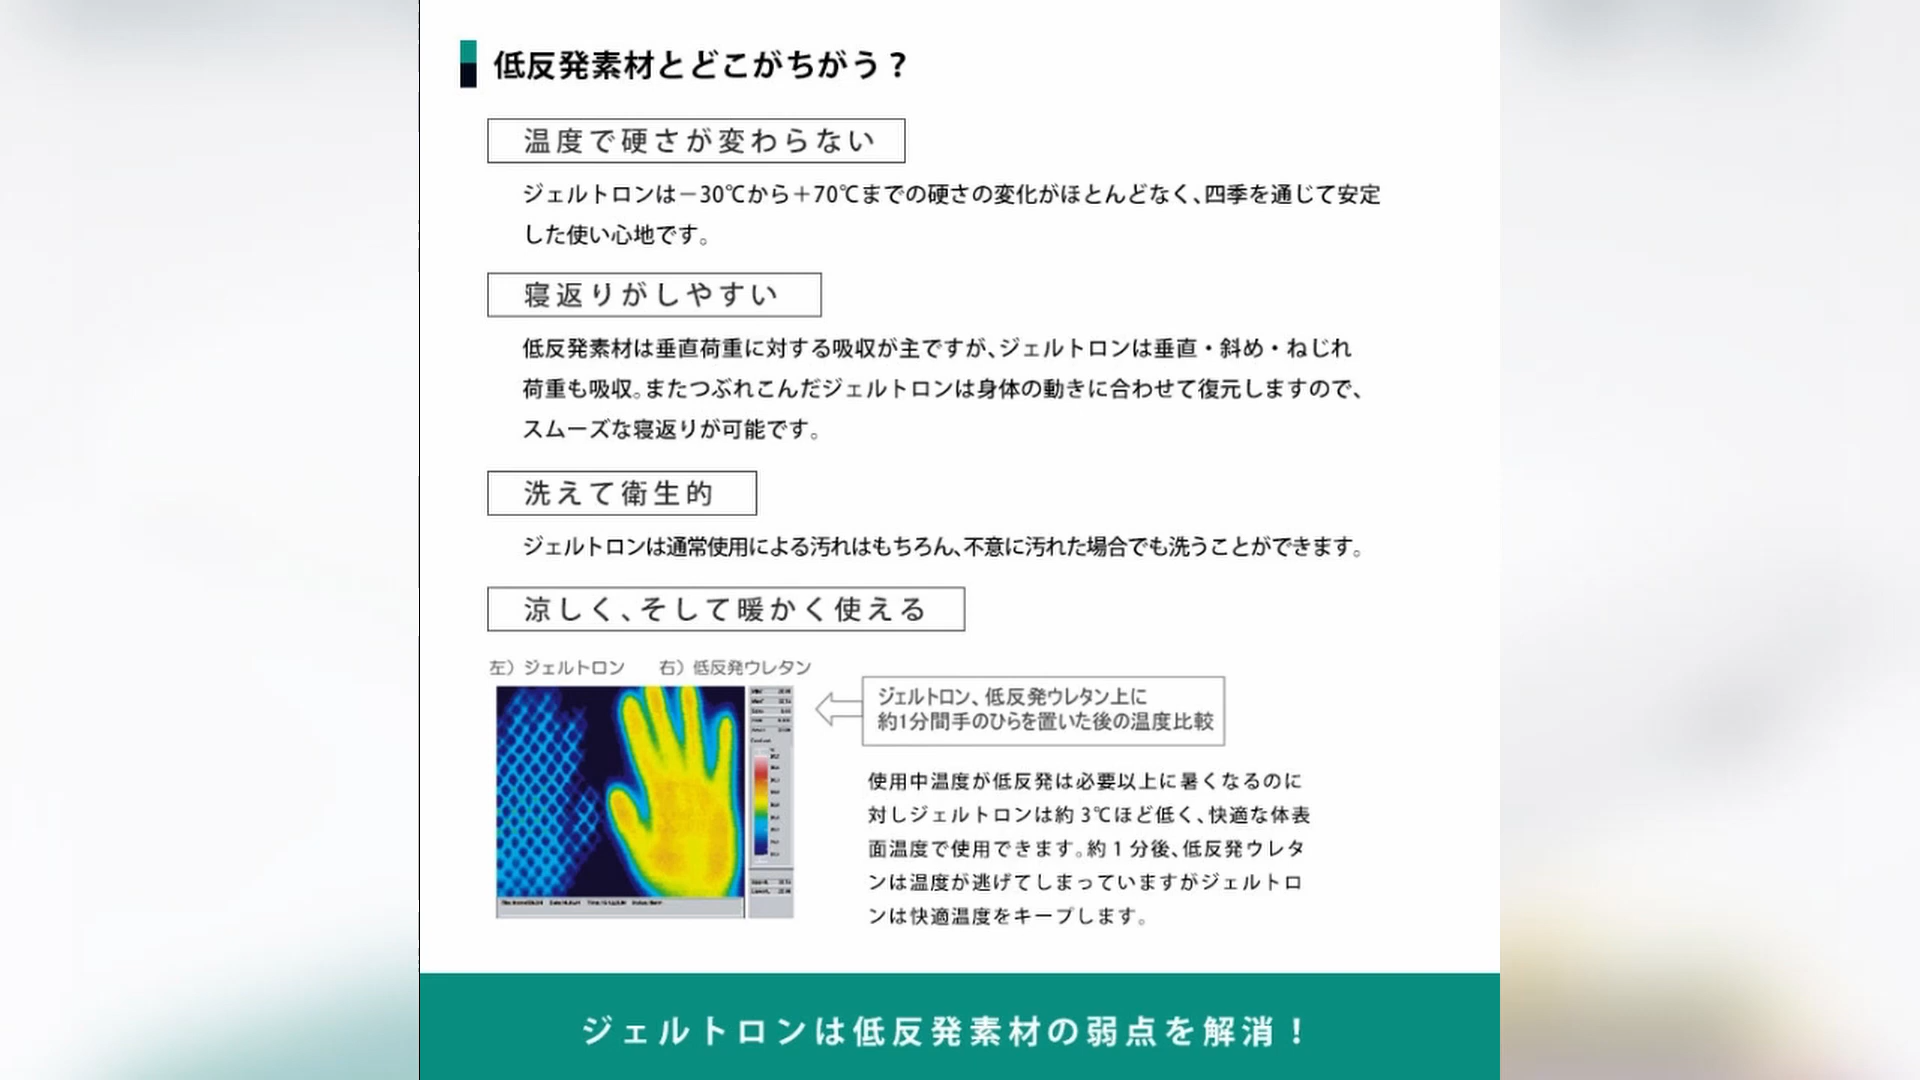 低反発素材とどこがちがう？
温度で硬さが変わらない
ジェルトロンは－30℃から＋70℃までの硬さの変化がほとんどなく、四季を通じて安定
した使い心地です。
寝返りがしやすい
低反発素材は垂直荷重に対する吸収が主ですが、ジェルトロンは垂直・斜め・ねじれ
荷重も吸収。またつぶれこんだジェルトロンは身体の動きに合わせて復元しますので、
スムーズな寝返りが可能です。
洗えて衛生的
ジェルトロンは通常使用による汚れはもちろん、不意に汚れた場合でも洗うことができます。
涼しく、そして暖かく使える
左）ジェルトロン　右）低反発ウレタン
ジェルトロン、低反発ウレタン上に
約1分間手のひらを置いた後の温度比較
使用中温度が低反発は必要以上に暑くなるのに
対しジェルトロンは約 3℃ほど低く、快適な体表
面温度で使用できます。約 1 分後、低反発ウレタ
ンは温度が逃げてしまっていますがジェルトロ
ンは快適温度をキープします。
ジェルトロンは低反発素材の弱点を解消！